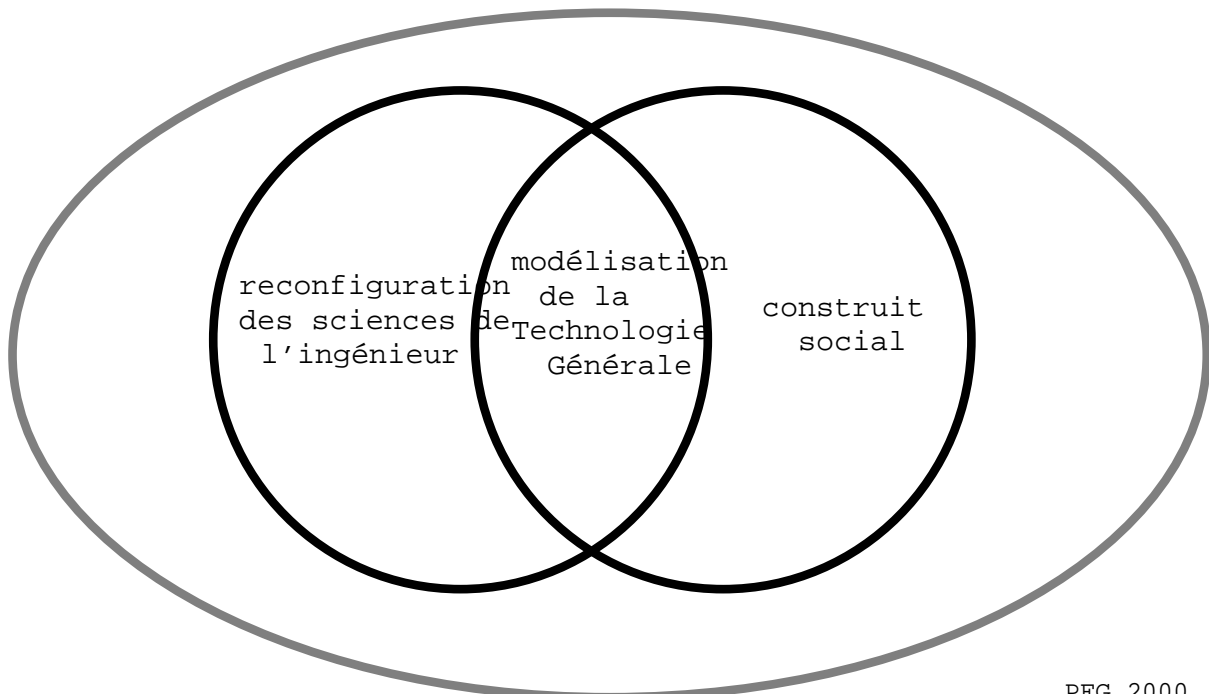 reconfiguration
des sciences de
l'ingénieur
modélisation
de la
Technologie
Générale
construit
social
PFG 2000